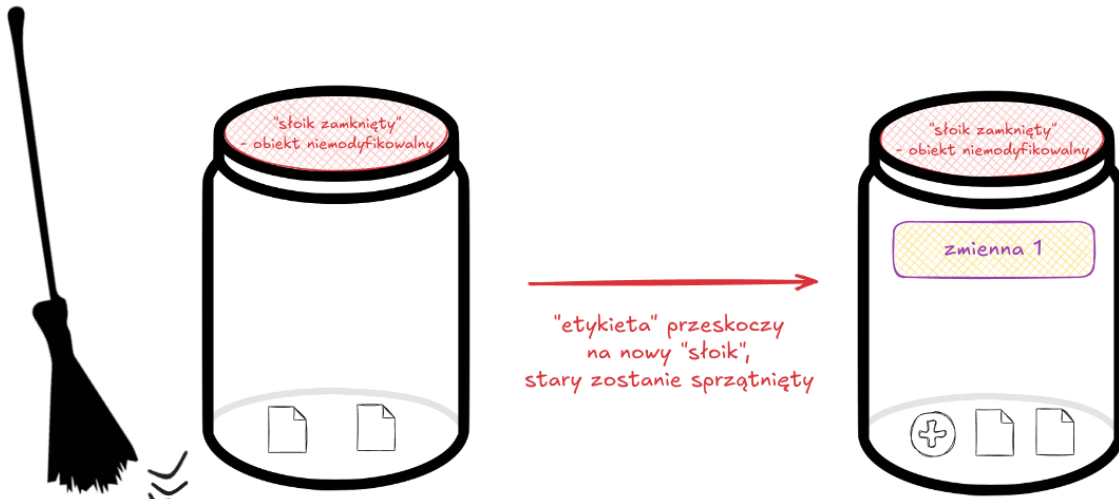 "słoik zamknięty"
- obiekt niemodyfikowalny
"słoik zamknięty"
- obiekt niemodyfikowalny
zmienna 1
"etykieta" przeskoczy
na nowy "słoik",
stary zostanie sprzątnięty